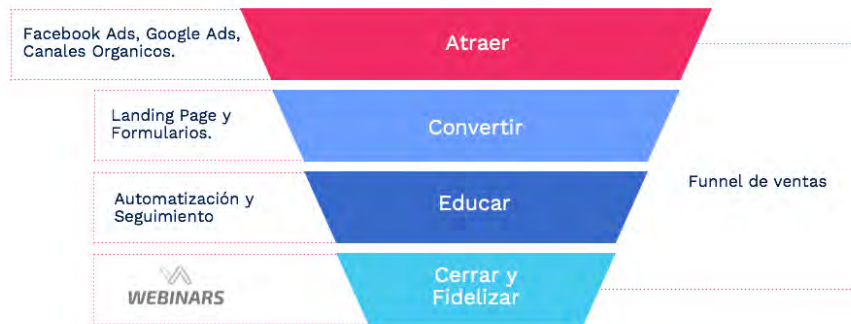 Facebook Ads, Google Ads,
Canales Organicos.
Atraer
Landing Page y
Formularios.
Convertir
Automatización y
Seguimiento
Educar
Funnel de ventas
WEBINARS
Cerrar y
Fidelizar